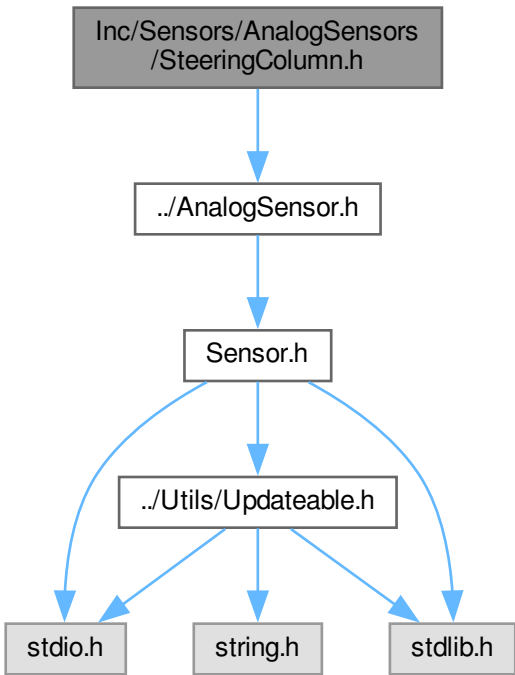 Inc/Sensors/AnalogSensors
/SteeringColumn.h
../AnalogSensor.h
Sensor.h
../Utils/Updateable.h
stdio.h
string.h
stdlib.h